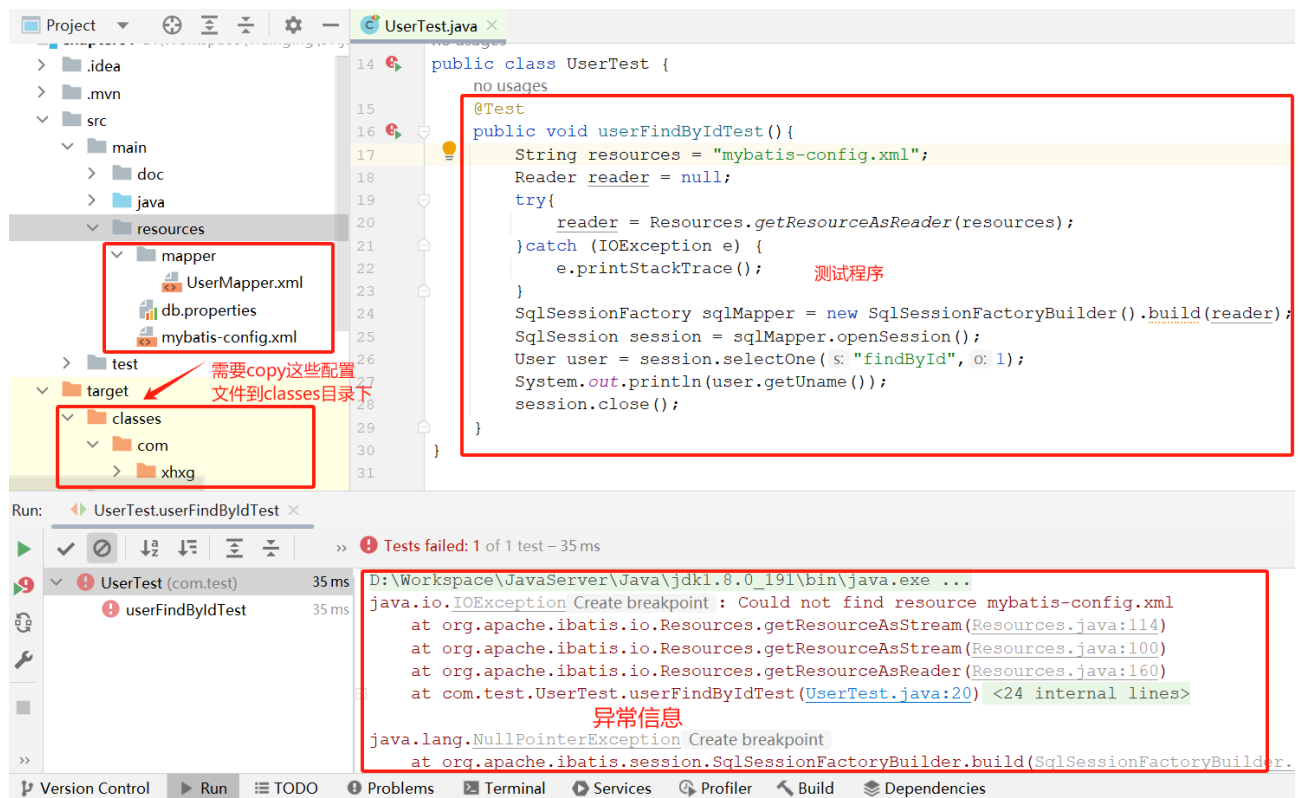 Project
UserTest.java
.idea
.mvn
src
main
doc
java
resources
mapper
UserMapper.xml
db.properties
mybatis-config.xml
test
需要copy这些配置
文件到classes目录下
target
classes
com
xhxg
no usages
14 public class UserTest {
no usages
15 @Test
16 public void userFindByIdTest(){
17 String resources = "mybatis-config.xml";
18 Reader reader = null;
19 try{
20 reader = Resources.getResourceAsReader(resources);
21 }catch (IOException e) {
22 e.printStackTrace();
测试程序
23 }
24 SqlSessionFactory sqlMapper = new SqlSessionFactoryBuilder().build(reader);
25 SqlSession session = sqlMapper.openSession();
26 User user = session.selectOne( s: "findById", o: 1);
27 System.out.println(user.getUname());
28 session.close();
29 }
30 }
31
Run: UserTest.userFindByIdTest
Tests failed: 1 of 1 test – 35 ms
UserTest (com.test) 35 ms
userFindByIdTest 35 ms
D:\Workspace\JavaServer\Java\jdk1.8.0_191\bin\java.exe ...
java.io.IOException Create breakpoint : Could not find resource mybatis-config.xml
at org.apache.ibatis.io.Resources.getResourceAsStream(Resources.java:114)
at org.apache.ibatis.io.Resources.getResourceAsStream(Resources.java:100)
at org.apache.ibatis.io.Resources.getResourceAsReader(Resources.java:160)
at com.test.UserTest.userFindByIdTest(UserTest.java:20) <24 internal lines>
异常信息
java.lang.NullPointerException Create breakpoint
at org.apache.ibatis.session.SqlSessionFactoryBuilder.build(SqlSessionFactoryBuilder.
Version Control Run TODO Problems Terminal Services Profiler Build Dependencies